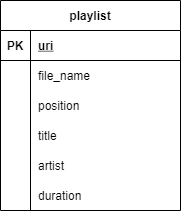 playlist
PK uri
file_name
position
title
artist
duration